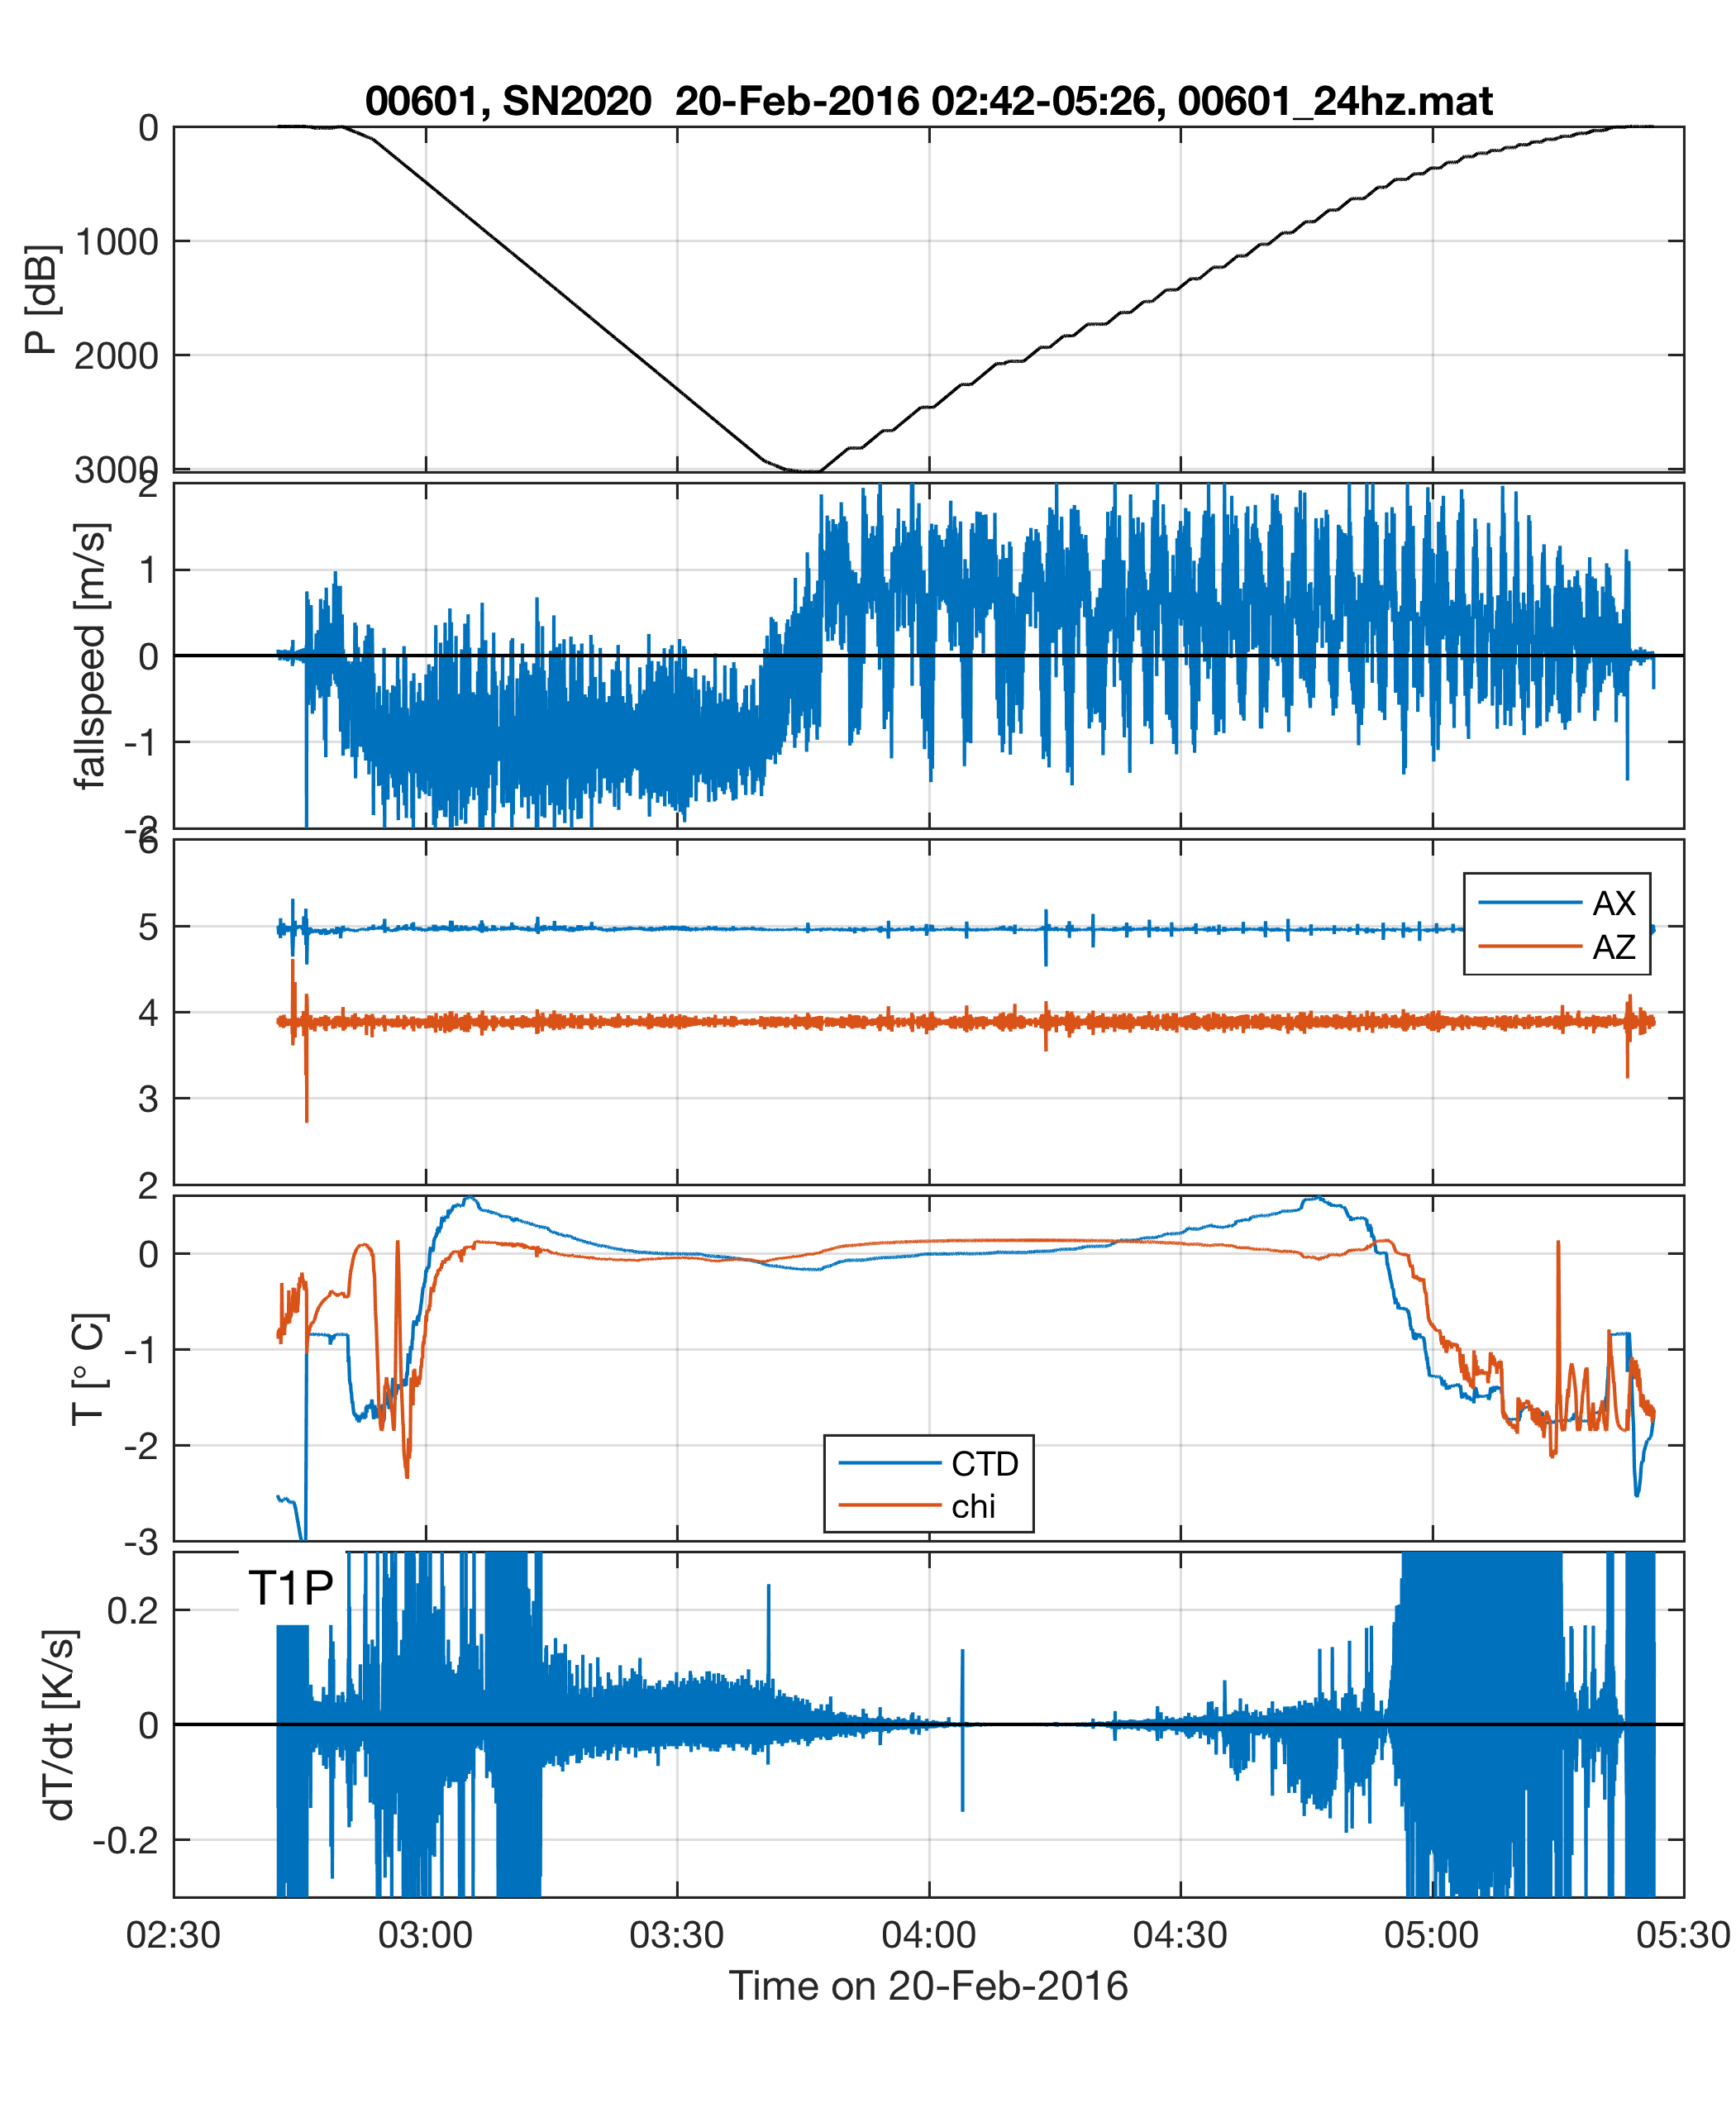 00601, SN2020  20-Feb-2016 02:42-05:26, 00601_24hz.mat
0
1000
2000
3000
P [dB]
2
1
0
-1
-2
fallspeed [m/s]
6
5
4
3
2
AX
AZ
2
0
-1
-2
-3
T [° C]
CTD
chi
T1P
0.2
0
-0.2
dT/dt [K/s]
02:30 03:00 03:30 04:00 04:30 05:00 05:30
Time on 20-Feb-2016